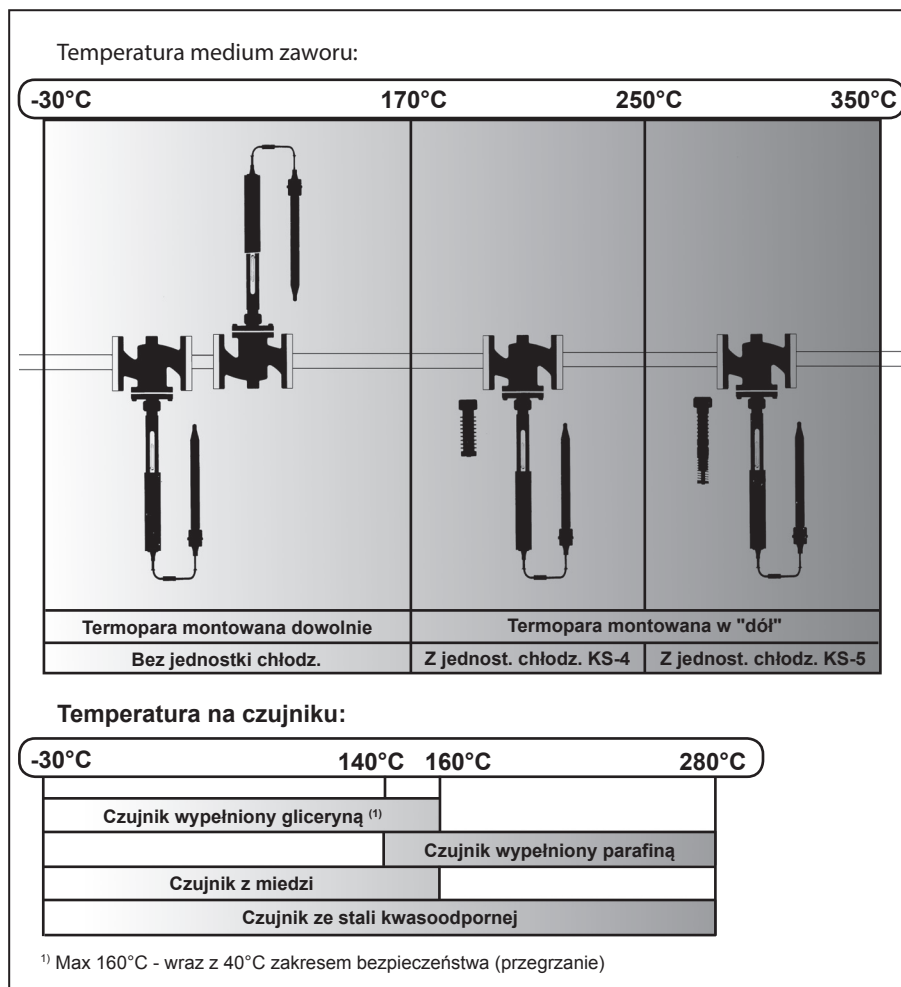 Temperatura medium zaworu:
-30°C 170°C 250°C 350°C
Termopara montowana dowolnie Termopara montowana w "dół"
Bez jednostki chłodz. Z jednost. chłodz. KS-4 Z jednost. chłodz. KS-5
Temperatura na czujniku:
-30°C 140°C 160°C 280°C
Czujnik wypełniony gliceryną (1)
Czujnik wypełniony parafiną
Czujnik z miedzi
Czujnik ze stali kwasoodpornej
1) Max 160°C - wraz z 40°C zakresem bezpieczeństwa (przegrzanie)